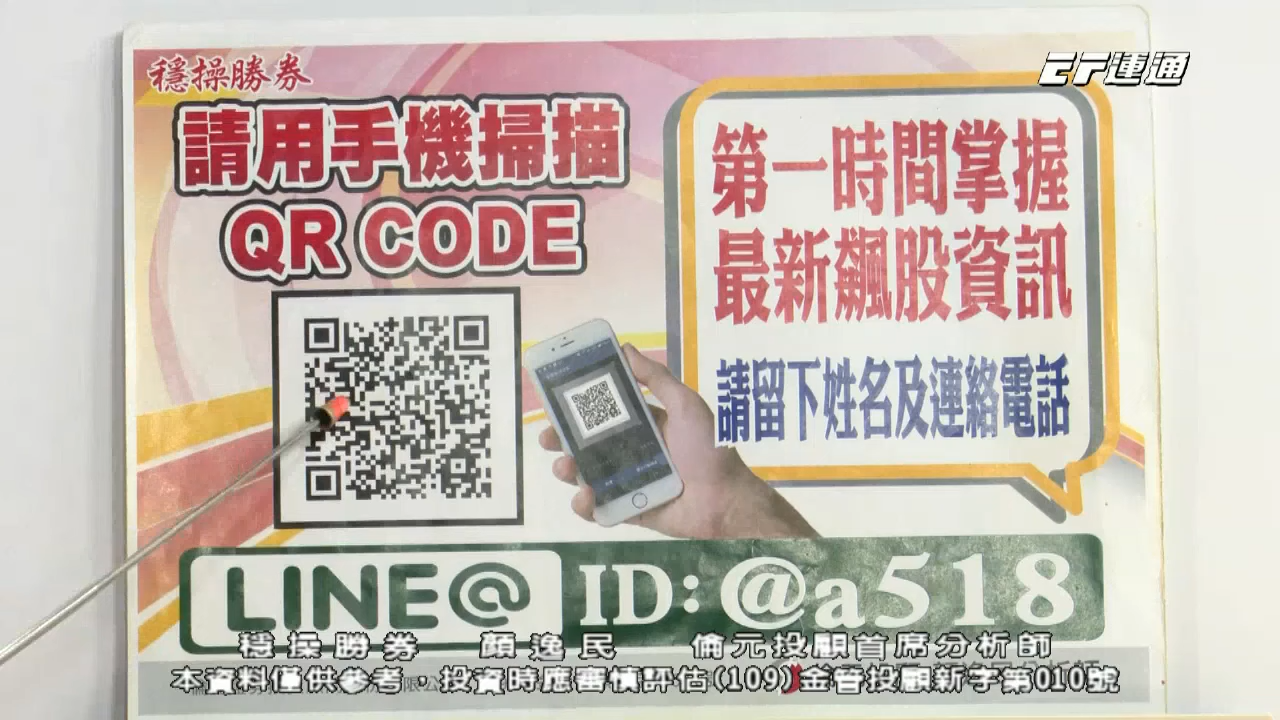 穩操勝券
EF運通
請用手機掃描
QR CODE
第一時間掌握
最新飆股資訊
請留下姓名及連絡電話
LINE@ ID:@a518
穩操勝券 顏逸民 倫元投顧首席分析師
本資料僅供參考，投資時應審慎評估(109)金管投顧新字第010號